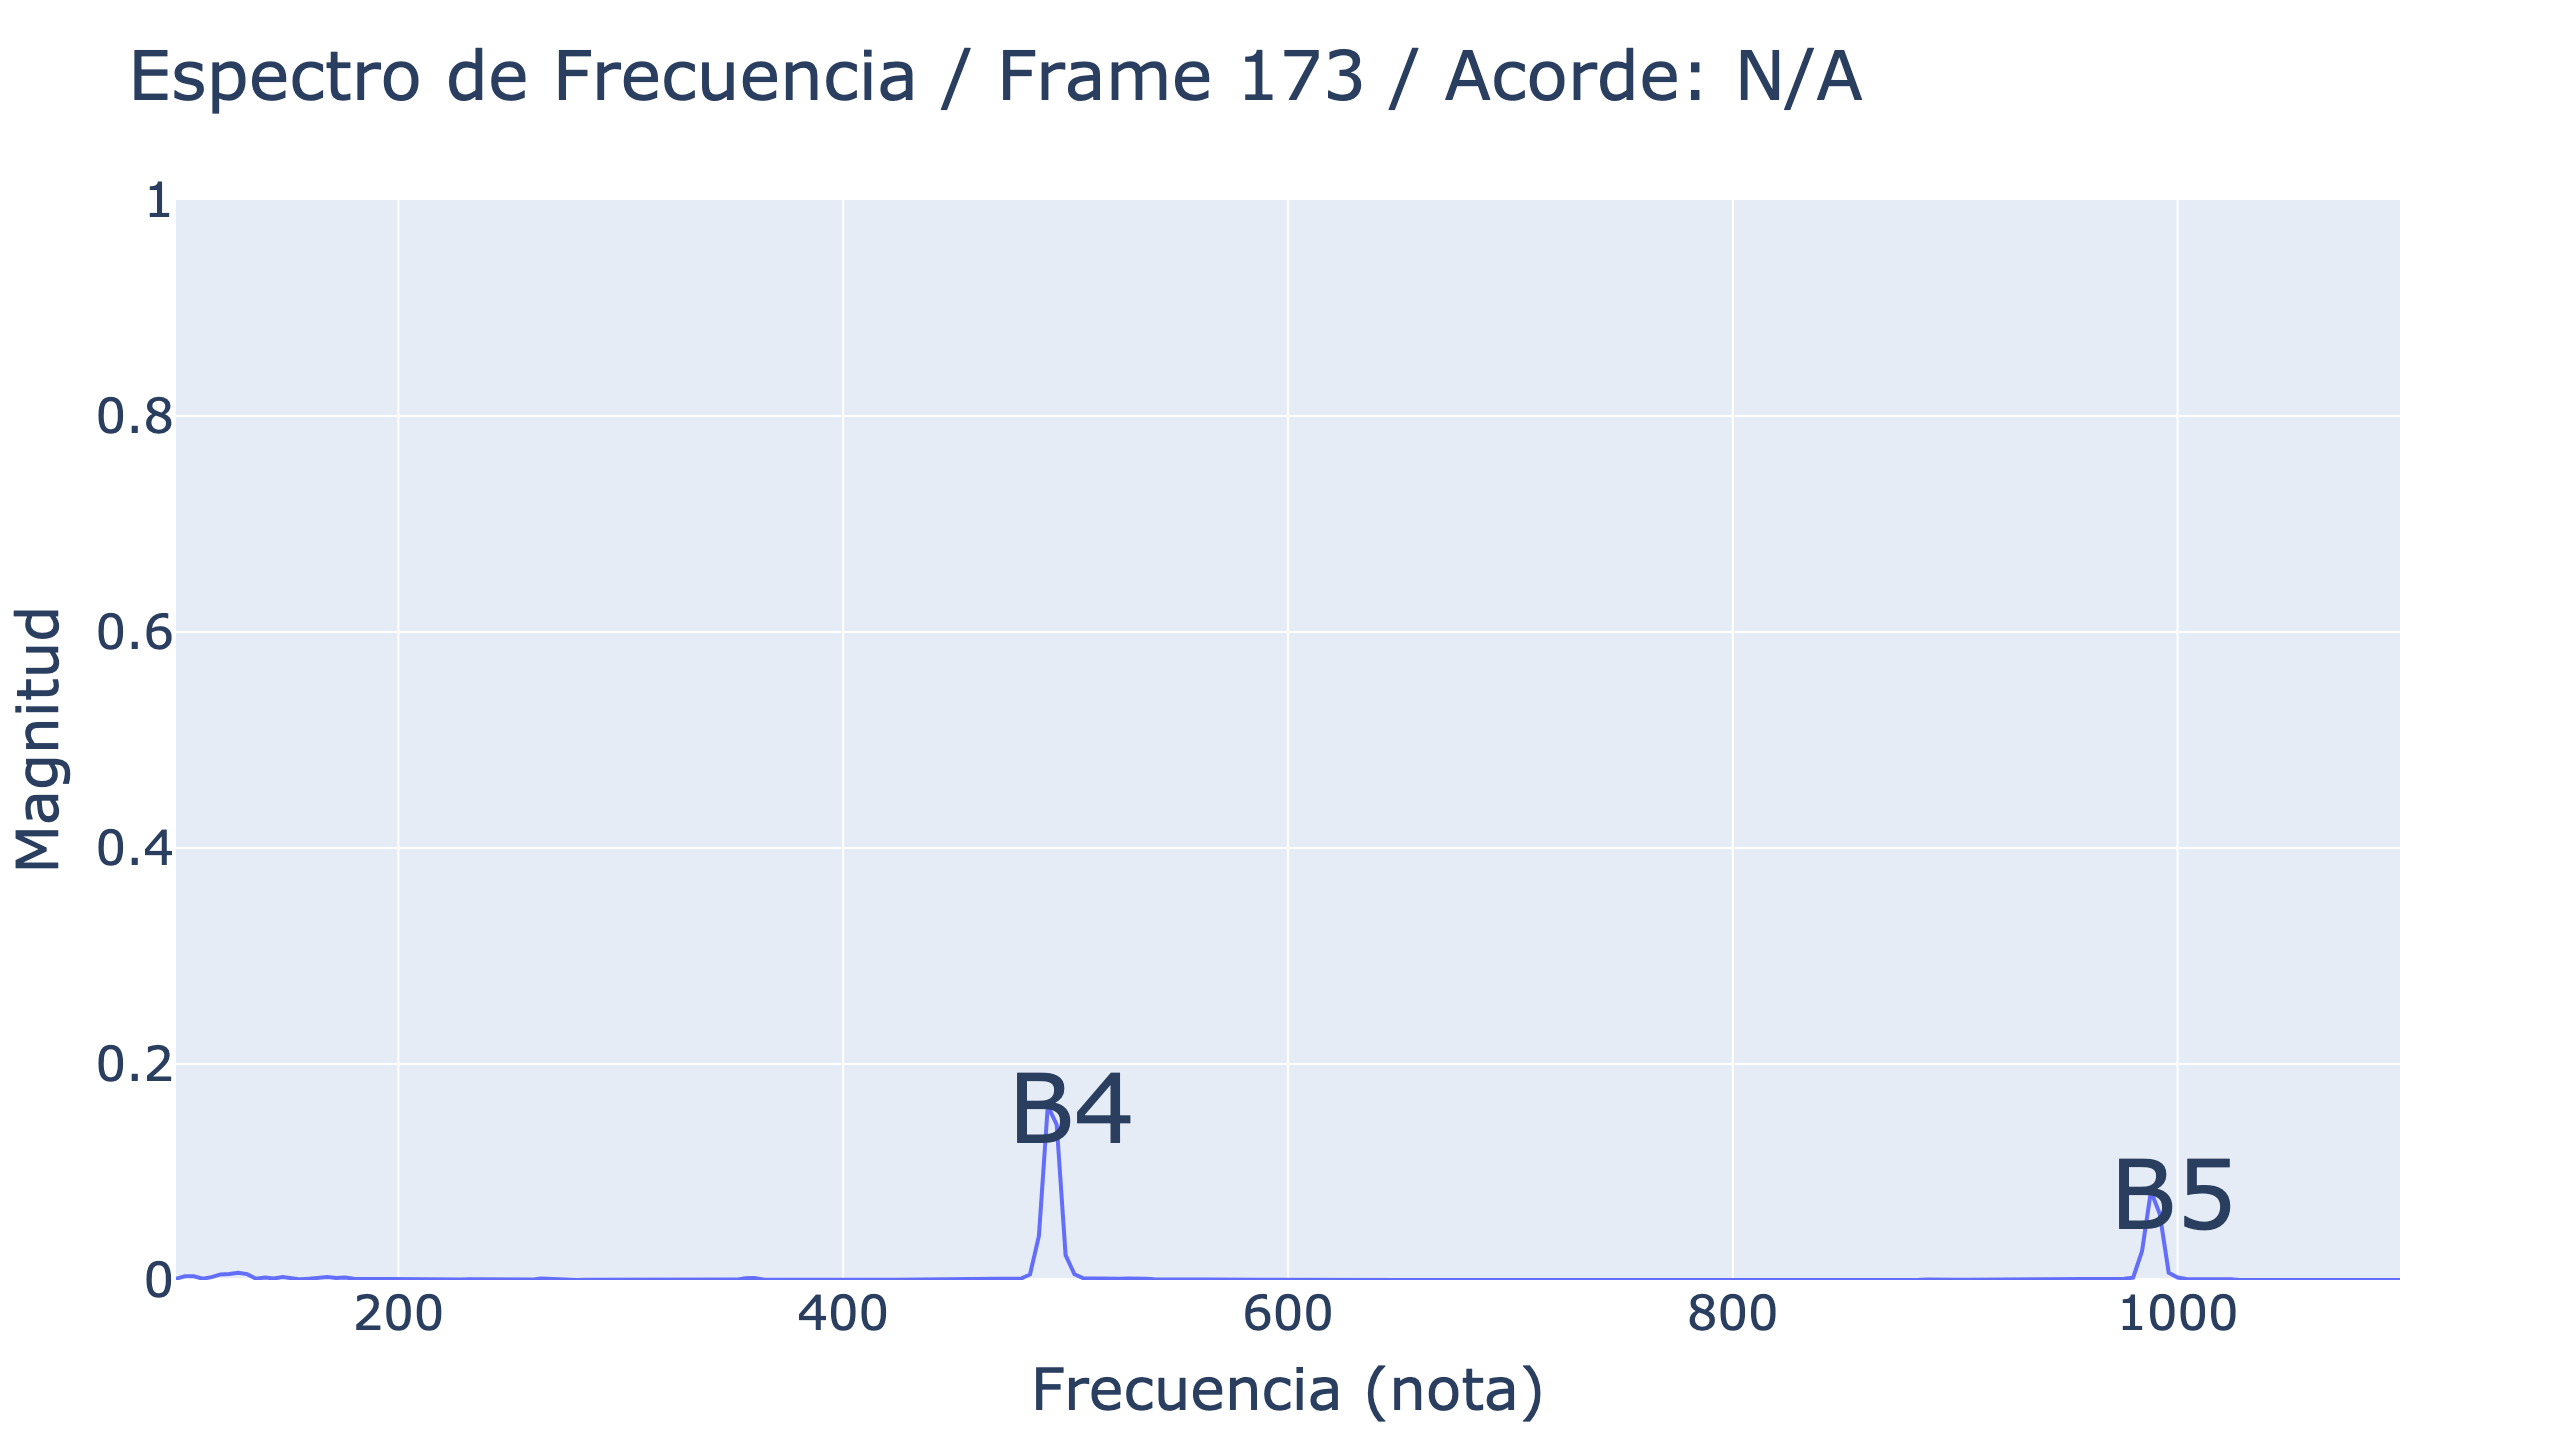 Espectro de Frecuencia / Frame 173 / Acorde: N/A
1
0.8
0.6
0.4
0.2
0
Magnitud
B4
B5
200 400 600 800 1000
Frecuencia (nota)